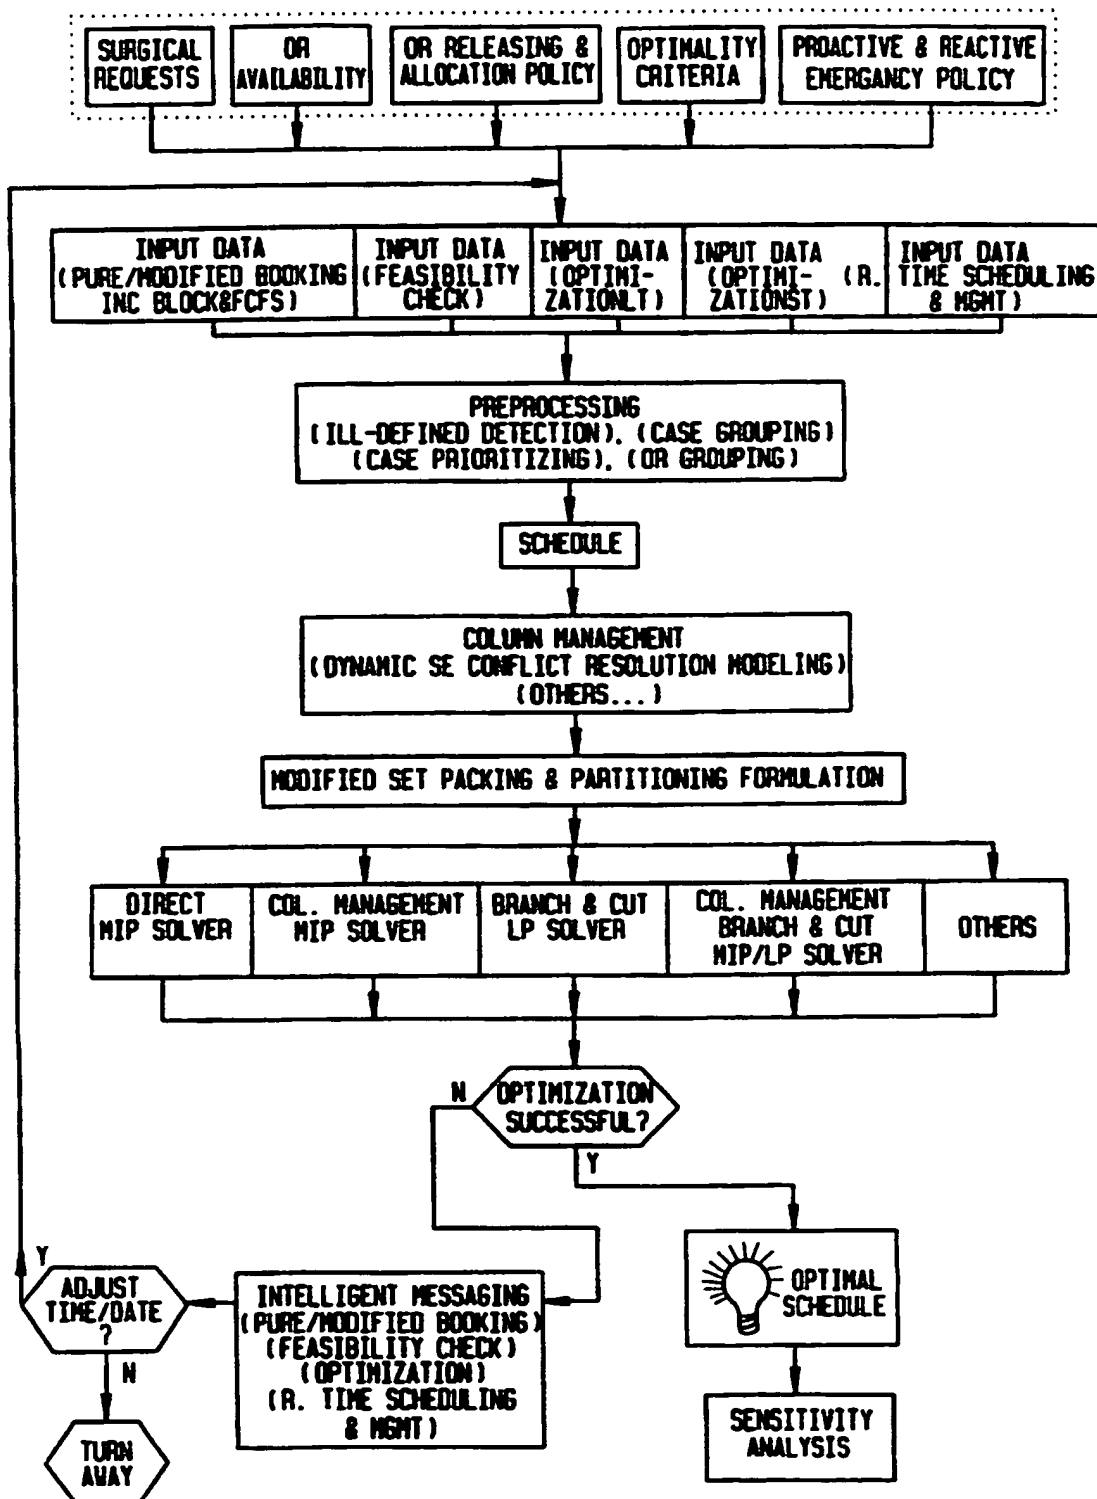 SURGICAL
REQUESTS
OR
AVAILABILITY
OR RELEASING &
ALLOCATION POLICY
OPTIMALITY
CRITERIA
PROACTIVE & REACTIVE
EMERGANCY POLICY
INPUT DATA
(PURE/MODIFIED BOOKING
INC BLOCK&FCFS)
INPUT DATA
(FEASIBILITY
CHECK)
INPUT DATA
(OPTIMI-
ZATIONLT)
INPUT DATA
(OPTIMI-
ZATIONST)
INPUT DATA
(R. TIME SCHEDULING
& MGMT)
PREPROCESSING
(ILL-DEFINED DETECTION), (CASE GROUPING)
(CASE PRIORITIZING), (OR GROUPING)
SCHEDULE
COLUMN MANAGEMENT
(DYNAMIC SE CONFLICT RESOLUTION MODELING)
(OTHERS...)
MODIFIED SET PACKING & PARTITIONING FORMULATION
DIRECT
MIP SOLVER
COL. MANAGEMENT
MIP SOLVER
BRANCH & CUT
LP SOLVER
COL. MANAGEMENT
BRANCH & CUT
MIP/LP SOLVER
OTHERS
OPTIMIZATION
SUCCESSFUL?
N
Y
OPTIMAL
SCHEDULE
SENSITIVITY
ANALYSIS
INTELLIGENT MESSAGING
(PURE/MODIFIED BOOKING)
(FEASIBILITY CHECK)
(OPTIMIZATION)
(R. TIME SCHEDULING
& MGMT)
Y
ADJUST
TIME/DATE
?
N
TURN
AWAY